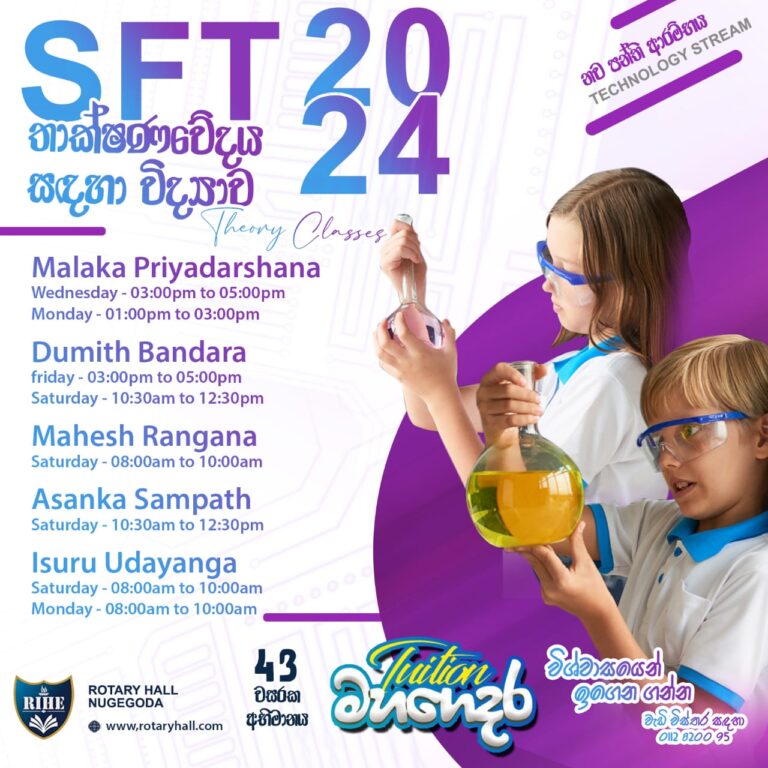 SFT 2024
තාක්ෂණවේදය
සඳහා විද්‍යාව
Theory Classes
නව පන්ති ආරම්භය
TECHNOLOGY STREAM
Malaka Priyadarshana
Wednesday - 03:00pm to 05:00pm
Monday - 01:00pm to 03:00pm
Dumith Bandara
friday - 03:00pm to 05:00pm
Saturday - 10:30am to 12:30pm
Mahesh Rangana
Saturday - 08:00am to 10:00am
Asanka Sampath
Saturday - 10:30am to 12:30pm
Isuru Udayanga
Saturday - 08:00am to 10:00am
Monday - 08:00am to 10:00am
RIHE
ROTARY HALL
NUGEGODA
www.rotaryhall.com
43
වසරක
අභිමානය
Tuition
මහගෙදර
විශ්වාසයෙන්
ඉගෙන ගන්න
වැඩි විස්තර සඳහා
0112 8200 95